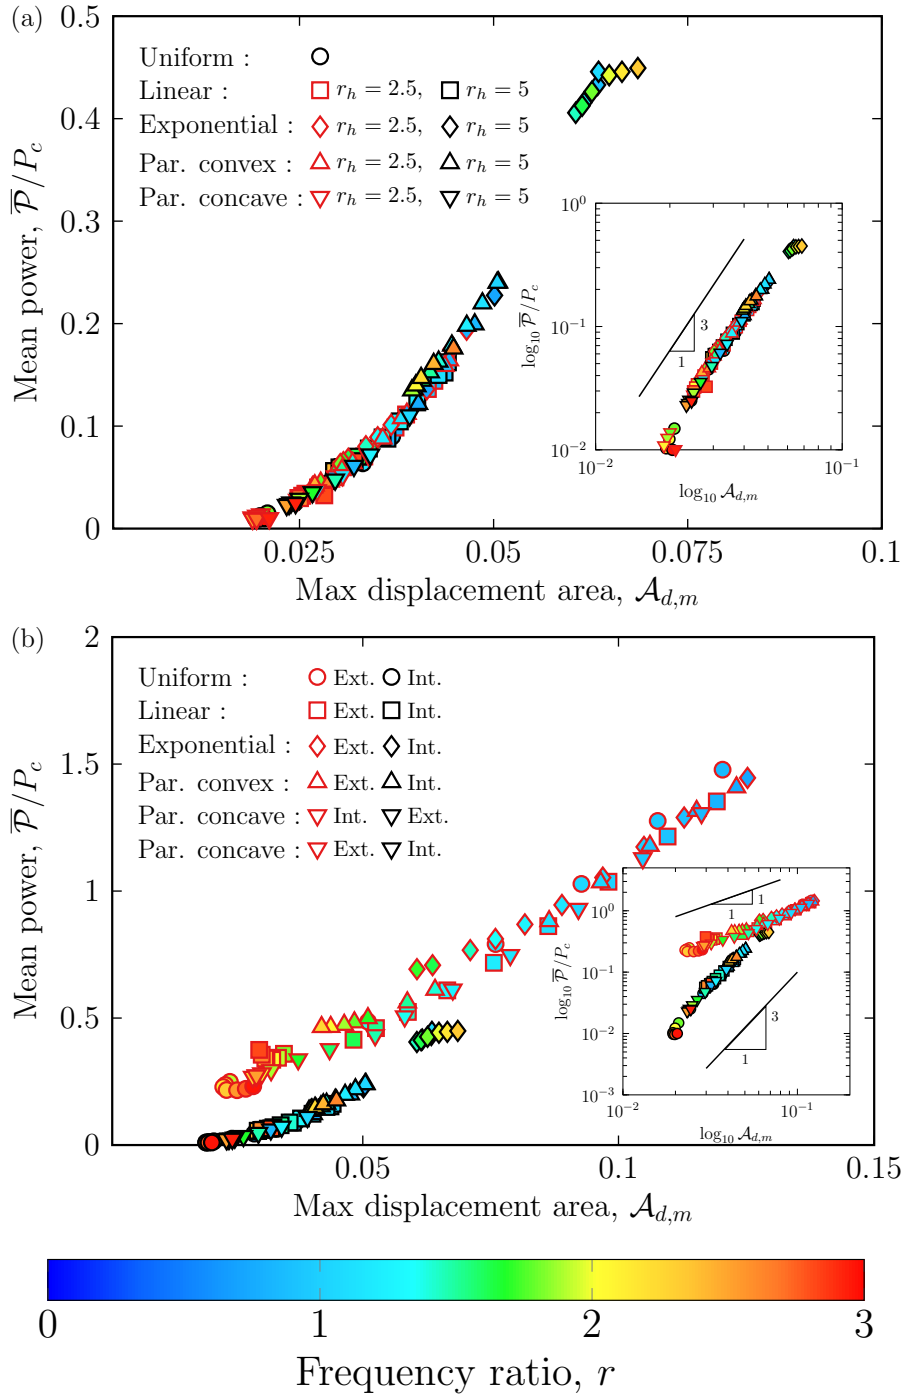 (a)
0.5
0.4
0.3
0.2
0.1
0
Mean power, 𝒫̅/P_c
Uniform :
Linear : r_h = 2.5, r_h = 5
Exponential : r_h = 2.5, r_h = 5
Par. convex : r_h = 2.5, r_h = 5
Par. concave : r_h = 2.5, r_h = 5
10^0
10^−1
10^−2
log_10 𝒫̅/P_c
3
1
10^−2 10^−1
log_10 𝒜_{d,m}
0.025 0.05 0.075 0.1
Max displacement area, 𝒜_{d,m}
(b)
2
1.5
1
0.5
0
Mean power, 𝒫̅/P_c
Uniform : Ext. Int.
Linear : Ext. Int.
Exponential : Ext. Int.
Par. convex : Ext. Int.
Par. concave : Int. Ext.
Par. concave : Ext. Int.
10^0
10^−1
10^−2
10^−3
log_10 𝒫̅/P_c
1
1
3
1
10^−2 10^−1
log_10 𝒜_{d,m}
0.05 0.1 0.15
Max displacement area, 𝒜_{d,m}
0 1 2 3
Frequency ratio, r